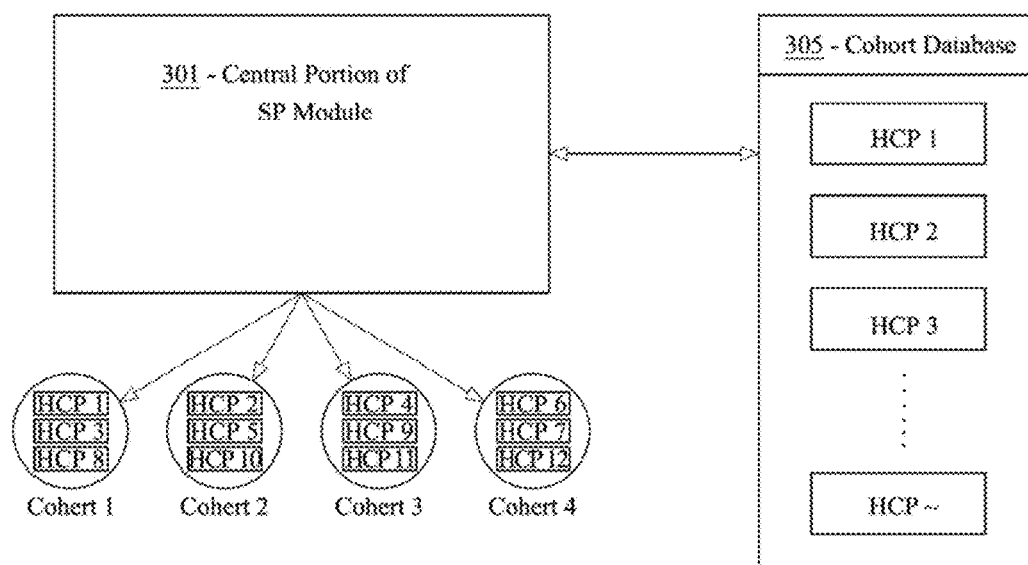 301 - Central Portion of
SP Module
305 - Cohort Database
HCP 1
HCP 2
HCP 3
HCP ~
HCP 1
HCP 3
HCP 8
Cohert 1
HCP 2
HCP 5
HCP 10
Cohert 2
HCP 4
HCP 9
HCP 11
Cohert 3
HCP 6
HCP 7
HCP 12
Cohert 4